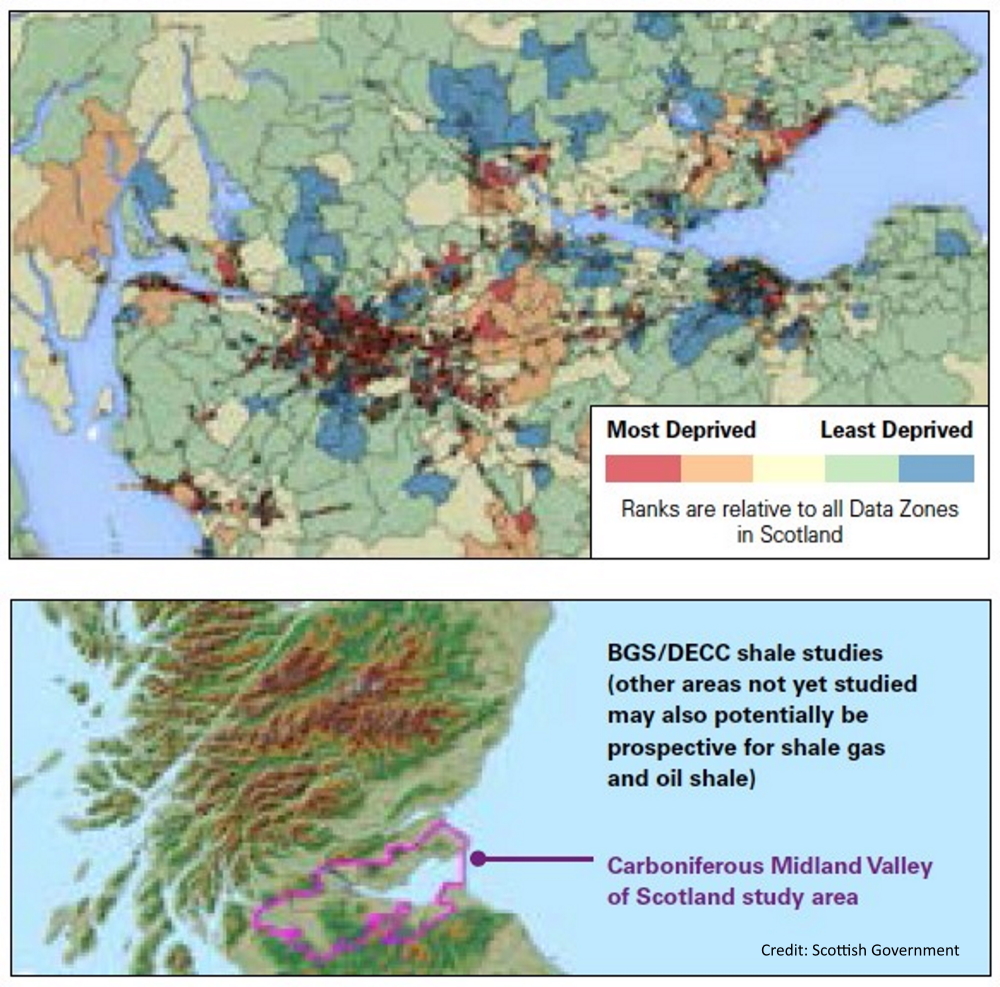 Most Deprived Least Deprived
Ranks are relative to all Data Zones
in Scotland
BGS/DECC shale studies
(other areas not yet studied
may also potentially be
prospective for shale gas
and oil shale)
Carboniferous Midland Valley
of Scotland study area
Credit: Scottish Government